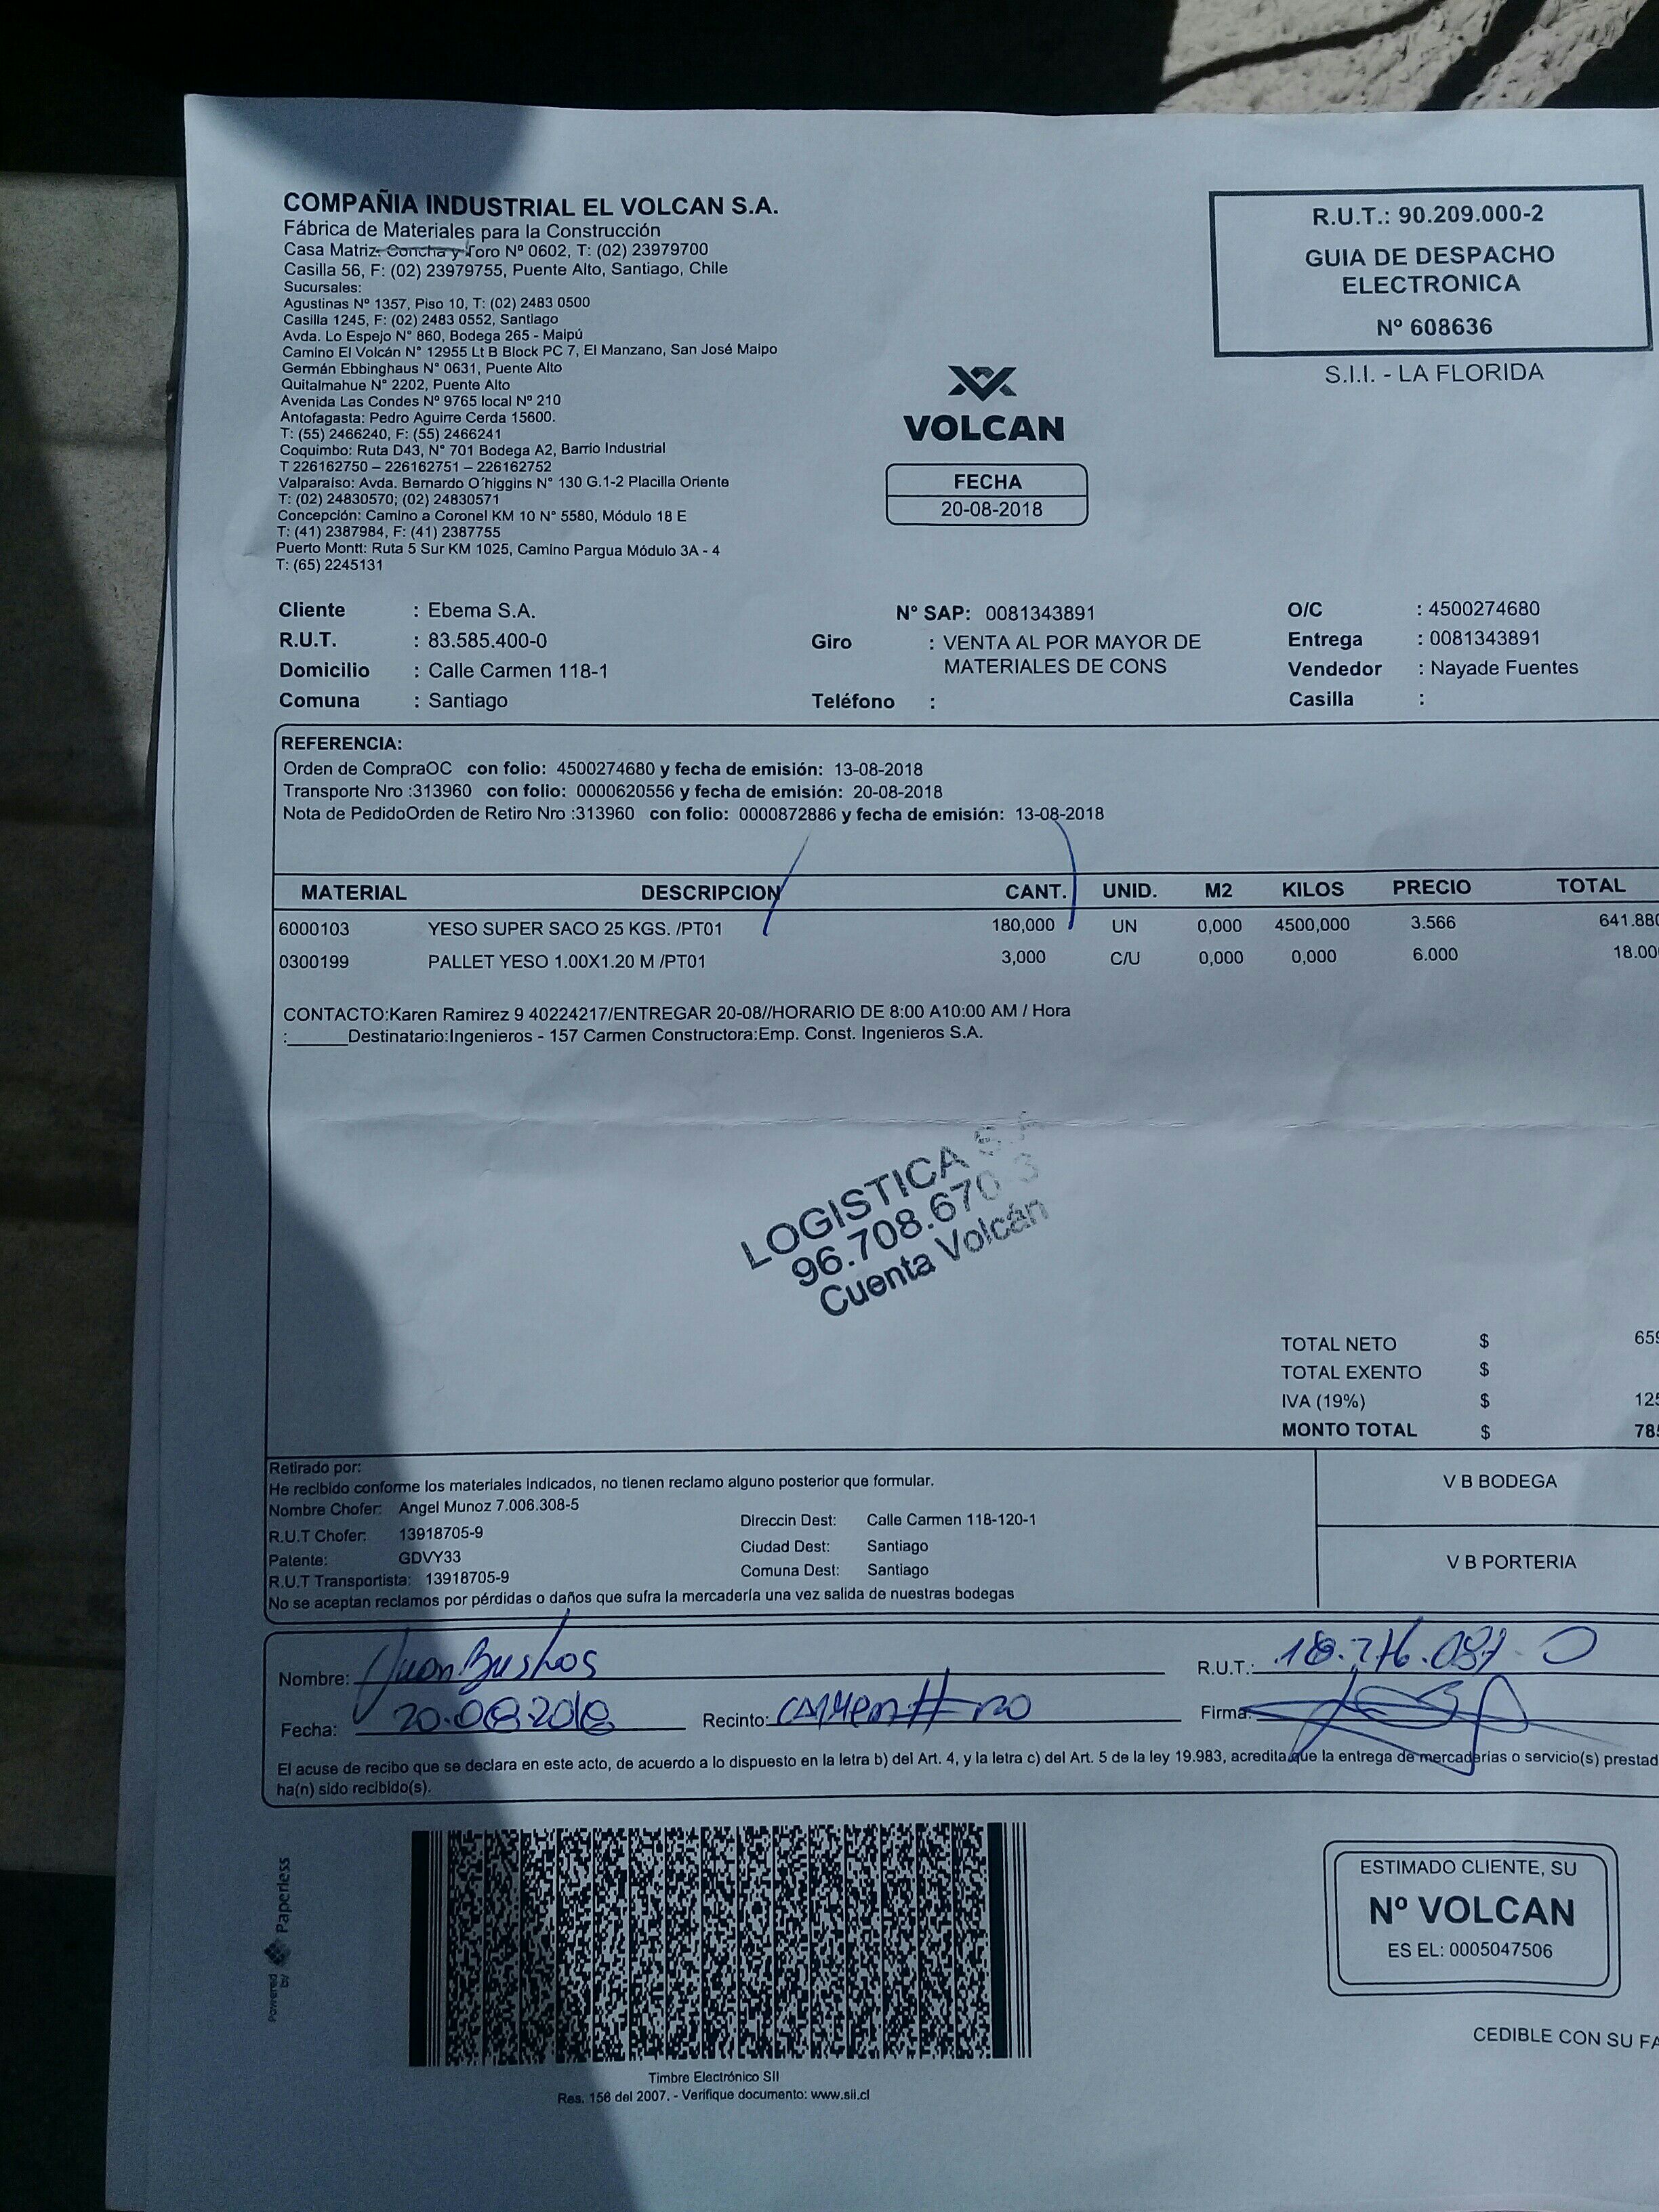 COMPAÑIA INDUSTRIAL EL VOLCAN S.A.
Fábrica de Materiales para la Construcción
Casa Matriz: Concha y Toro Nº 0602, T: (02) 23979700
Casilla 56, F: (02) 23979755, Puente Alto, Santiago, Chile
Sucursales:
Agustinas Nº 1357, Piso 10, T: (02) 2483 0500
Casilla 1245, F: (02) 2483 0552, Santiago
Avda. Lo Espejo N° 860, Bodega 265 - Maipú
Camino El Volcán N° 12955 Lt B Block PC 7, El Manzano, San José Maipo
Germán Ebbinghaus N° 0631, Puente Alto
Quitalmahue N° 2202, Puente Alto
Avenida Las Condes N° 9765 local Nº 210
Antofagasta: Pedro Aguirre Cerda 15600.
T: (55) 2466240, F: (55) 2466241
Coquimbo: Ruta D43, N° 701 Bodega A2, Barrio Industrial
T 226162750 – 226162751 – 226162752
Valparaíso: Avda. Bernardo O´higgins N° 130 G.1-2 Placilla Oriente
T: (02) 24830570; (02) 24830571
Concepción: Camino a Coronel KM 10 N° 5580, Módulo 18 E
T: (41) 2387984, F: (41) 2387755
Puerto Montt: Ruta 5 Sur KM 1025, Camino Pargua Módulo 3A - 4
T: (65) 2245131
VOLCAN
FECHA
20-08-2018
R.U.T.: 90.209.000-2
GUIA DE DESPACHO
ELECTRONICA
Nº 608636
S.I.I. - LA FLORIDA
Cliente : Ebema S.A. N° SAP: 0081343891 O/C : 4500274680
R.U.T. : 83.585.400-0 Giro : VENTA AL POR MAYOR DE Entrega : 0081343891
Domicilio : Calle Carmen 118-1 MATERIALES DE CONS Vendedor : Nayade Fuentes
Comuna : Santiago Teléfono : Casilla :
REFERENCIA:
Orden de CompraOC con folio: 4500274680 y fecha de emisión: 13-08-2018
Transporte Nro :313960 con folio: 0000620556 y fecha de emisión: 20-08-2018
Nota de PedidoOrden de Retiro Nro :313960 con folio: 0000872886 y fecha de emisión: 13-08-2018
MATERIAL DESCRIPCION CANT. UNID. M2 KILOS PRECIO TOTAL
6000103 YESO SUPER SACO 25 KGS. /PT01 180,000 UN 0,000 4500,000 3.566 641.880
0300199 PALLET YESO 1.00X1.20 M /PT01 3,000 C/U 0,000 0,000 6.000 18.00
CONTACTO:Karen Ramirez 9 40224217/ENTREGAR 20-08//HORARIO DE 8:00 A10:00 AM / Hora
:______Destinatario:Ingenieros - 157 Carmen Constructora:Emp. Const. Ingenieros S.A.
LOGISTICA S.A
96.708.670-3
Cuenta Volcán
TOTAL NETO $ 659
TOTAL EXENTO $
IVA (19%) $ 125
MONTO TOTAL $ 785
Retirado por:
He recibido conforme los materiales indicados, no tienen reclamo alguno posterior que formular.
Nombre Chofer: Angel Munoz 7.006.308-5
R.U.T Chofer: 13918705-9 Direccin Dest: Calle Carmen 118-120-1
Patente: GDVY33 Ciudad Dest: Santiago
R.U.T Transportista: 13918705-9 Comuna Dest: Santiago
No se aceptan reclamos por pérdidas o daños que sufra la mercadería una vez salida de nuestras bodegas
V B BODEGA
V B PORTERIA
Nombre: Juan Bustos R.U.T.: 18.276.081-0
Fecha: 20.08.2018 Recinto: Carmen # 120 Firma:
El acuse de recibo que se declara en este acto, de acuerdo a lo dispuesto en la letra b) del Art. 4, y la letra c) del Art. 5 de la ley 19.983, acredita que la entrega de mercaderías o servicio(s) prestad
ha(n) sido recibido(s).
Powered by Paperless
Timbre Electrónico SII
Res. 156 del 2007. - Verifique documento: www.sii.cl
ESTIMADO CLIENTE, SU
Nº VOLCAN
ES EL: 0005047506
CEDIBLE CON SU FA